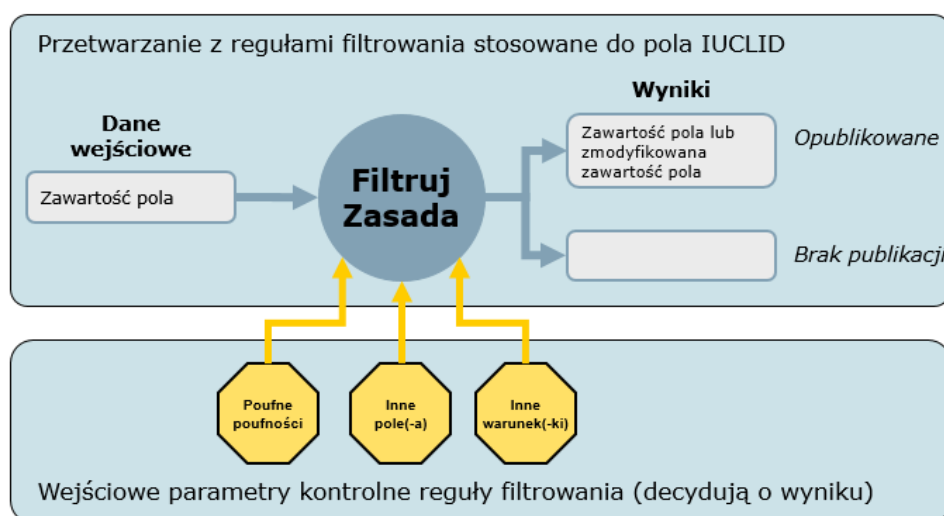 Przetwarzanie z regułami filtrowania stosowane do pola IUCLID
Dane
wejściowe
Zawartość pola
Filtruj
Zasada
Wyniki
Zawartość pola lub
zmodyfikowana
zawartość pola
Opublikowane
Brak publikacji
Poufne
poufności
Inne
pole(-a)
Inne
warunek(-ki)
Wejściowe parametry kontrolne reguły filtrowania (decydują o wyniku)